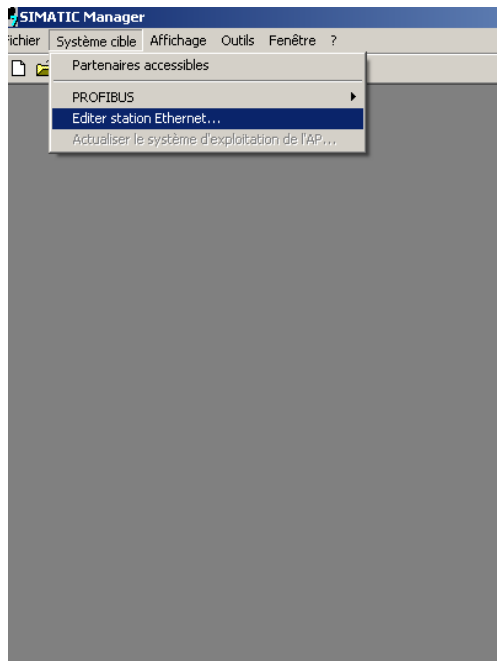 SIMATIC Manager
ichier Système cible Affichage Outils Fenêtre ?
Partenaires accessibles
PROFIBUS
Editer station Ethernet...
Actualiser le système d'exploitation de l'AP...